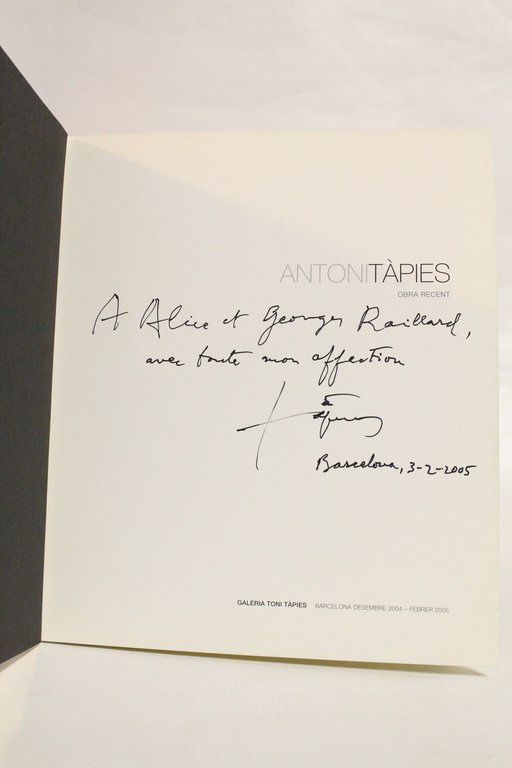 ANTONITÀPIES
OBRA RECENT
A Alice et Georges Raillard,
avec toute mon affection
Tàpies
Barcelona, 3-2-2005
GALERIA TONI TÀPIES BARCELONA DESEMBRE 2004 – FEBRER 2005